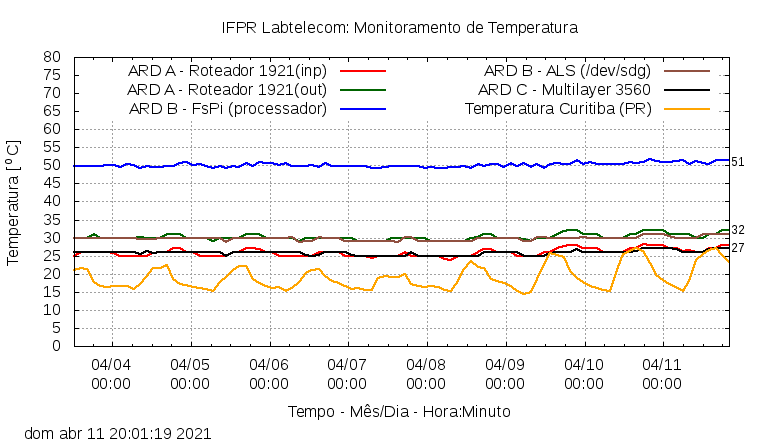 IFPR Labtelecom: Monitoramento de Temperatura
80
75
70
65
60
55
50
45
40
35
30
25
20
15
10
5
0
Temperatura [ºC]
ARD A - Roteador 1921(inp)
ARD A - Roteador 1921(out)
ARD B - FsPi (processador)
ARD B - ALS (/dev/sdg)
ARD C - Multilayer 3560
Temperatura Curitiba (PR)
51
32
27
04/04 00:00
04/05 00:00
04/06 00:00
04/07 00:00
04/08 00:00
04/09 00:00
04/10 00:00
04/11 00:00
Tempo - Mês/Dia - Hora:Minuto
dom abr 11 20:01:19 2021